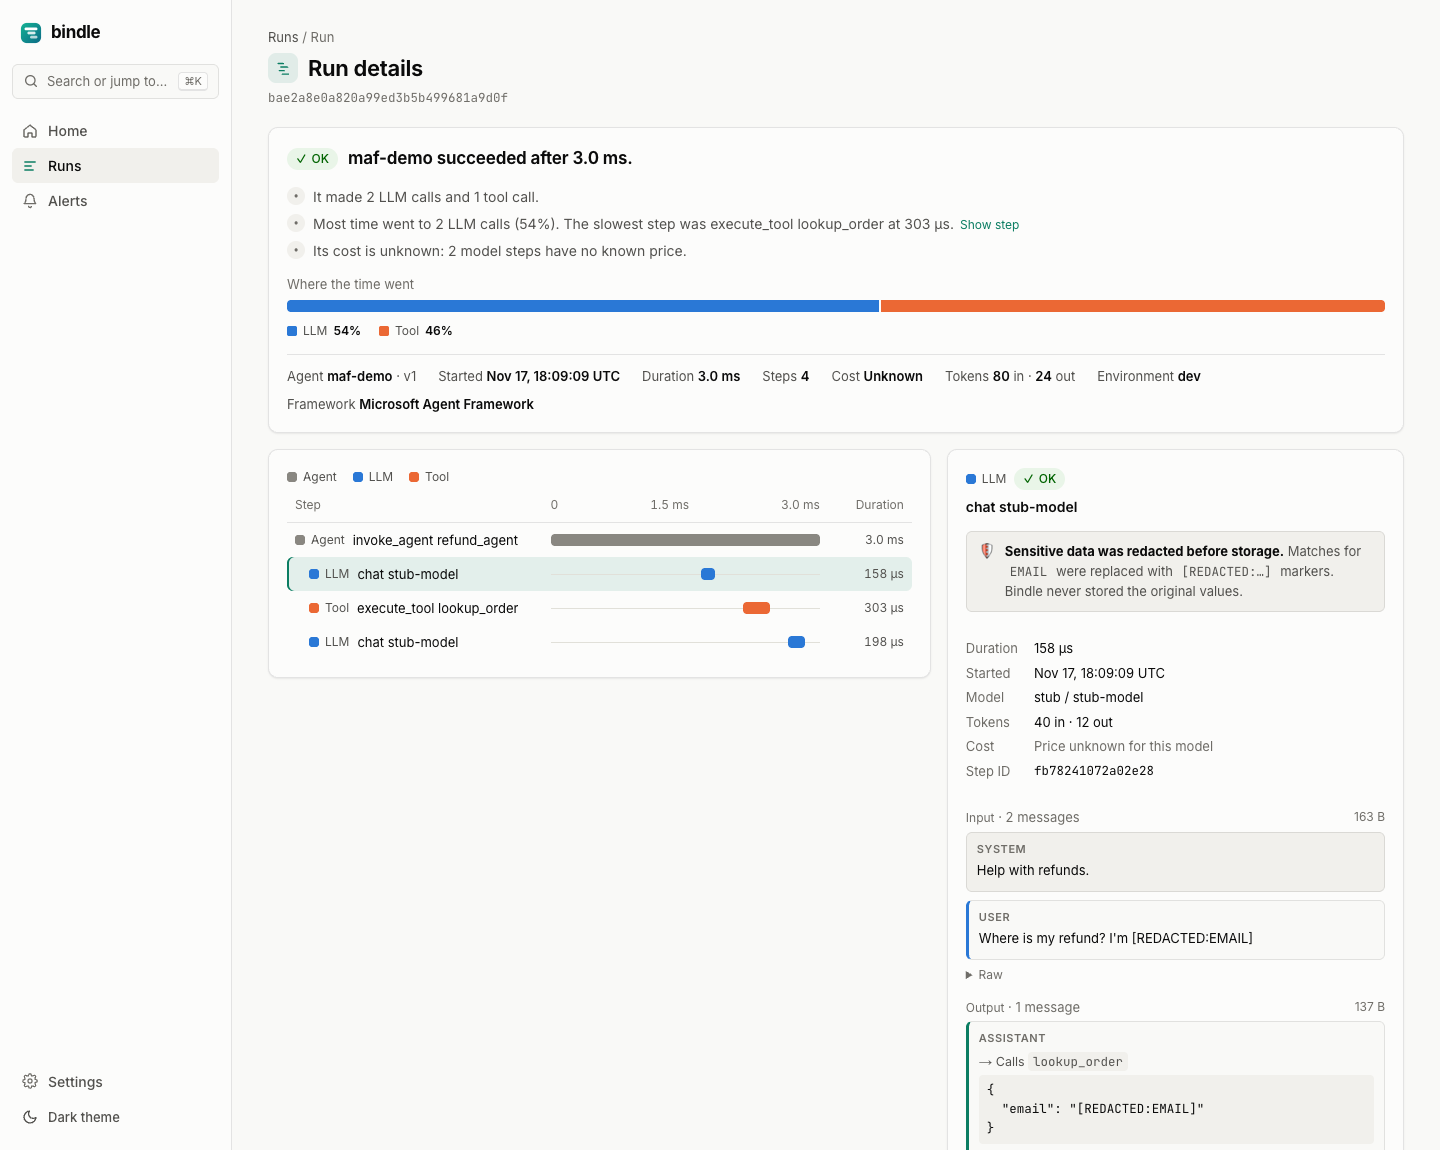 bindle
Search or jump to... ⌘K
Home
Runs
Alerts
Settings
Dark theme
Runs / Run
Run details
bae2a8e0a820a99ed3b5b499681a9d0f
✓ OK maf-demo succeeded after 3.0 ms.
It made 2 LLM calls and 1 tool call.
Most time went to 2 LLM calls (54%). The slowest step was execute_tool lookup_order at 303 µs. Show step
Its cost is unknown: 2 model steps have no known price.
Where the time went
LLM 54% Tool 46%
Agent maf-demo · v1 Started Nov 17, 18:09:09 UTC Duration 3.0 ms Steps 4 Cost Unknown Tokens 80 in · 24 out Environment dev
Framework Microsoft Agent Framework
Agent LLM Tool
Step 0 1.5 ms 3.0 ms Duration
Agent invoke_agent refund_agent 3.0 ms
LLM chat stub-model 158 µs
Tool execute_tool lookup_order 303 µs
LLM chat stub-model 198 µs
LLM ✓ OK
chat stub-model
Sensitive data was redacted before storage. Matches for
EMAIL were replaced with [REDACTED:…] markers.
Bindle never stored the original values.
Duration 158 µs
Started Nov 17, 18:09:09 UTC
Model stub / stub-model
Tokens 40 in · 12 out
Cost Price unknown for this model
Step ID fb78241072a02e28
Input · 2 messages 163 B
SYSTEM
Help with refunds.
USER
Where is my refund? I'm [REDACTED:EMAIL]
Raw
Output · 1 message 137 B
ASSISTANT
→ Calls lookup_order
{
"email": "[REDACTED:EMAIL]"
}